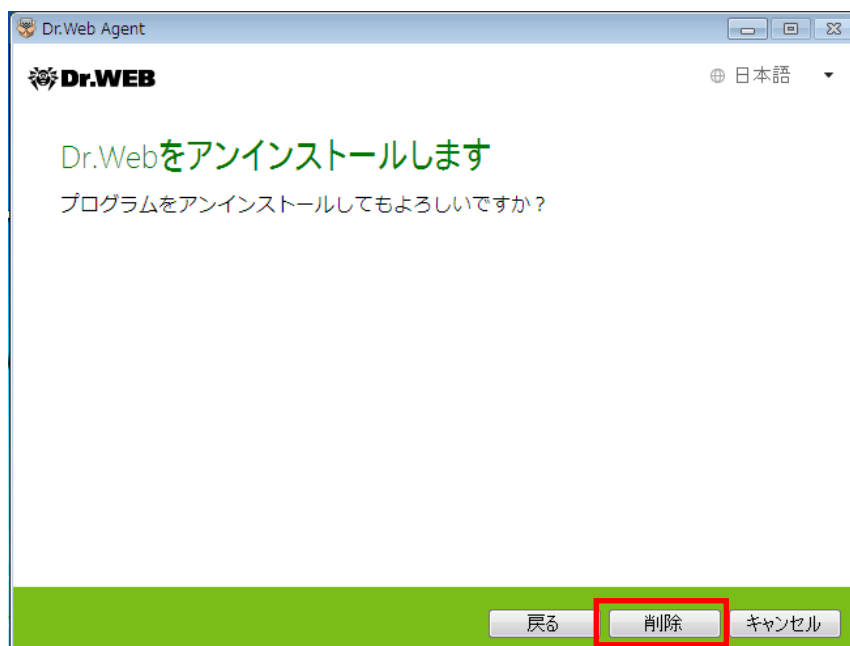 Dr.Web Agent
Dr.WEB
日本語
Dr.Webをアンインストールします
プログラムをアンインストールしてもよろしいですか？
戻る
削除
キャンセル